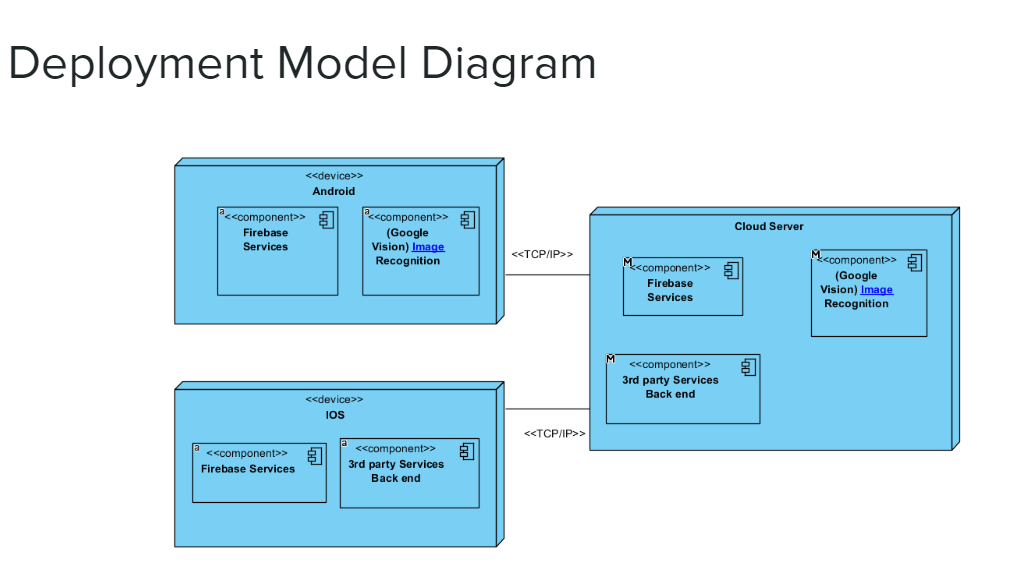 Deployment Model Diagram
<<device>>
Android
a
<<component>>
Firebase
Services
a
<<component>>
(Google
Vision) Image
Recognition
<<TCP/IP>>
Cloud Server
M
<<component>>
Firebase
Services
M
<<component>>
(Google
Vision) Image
Recognition
M
<<component>>
3rd party Services
Back end
<<device>>
IOS
a
<<component>>
Firebase Services
a
<<component>>
3rd party Services
Back end
<<TCP/IP>>